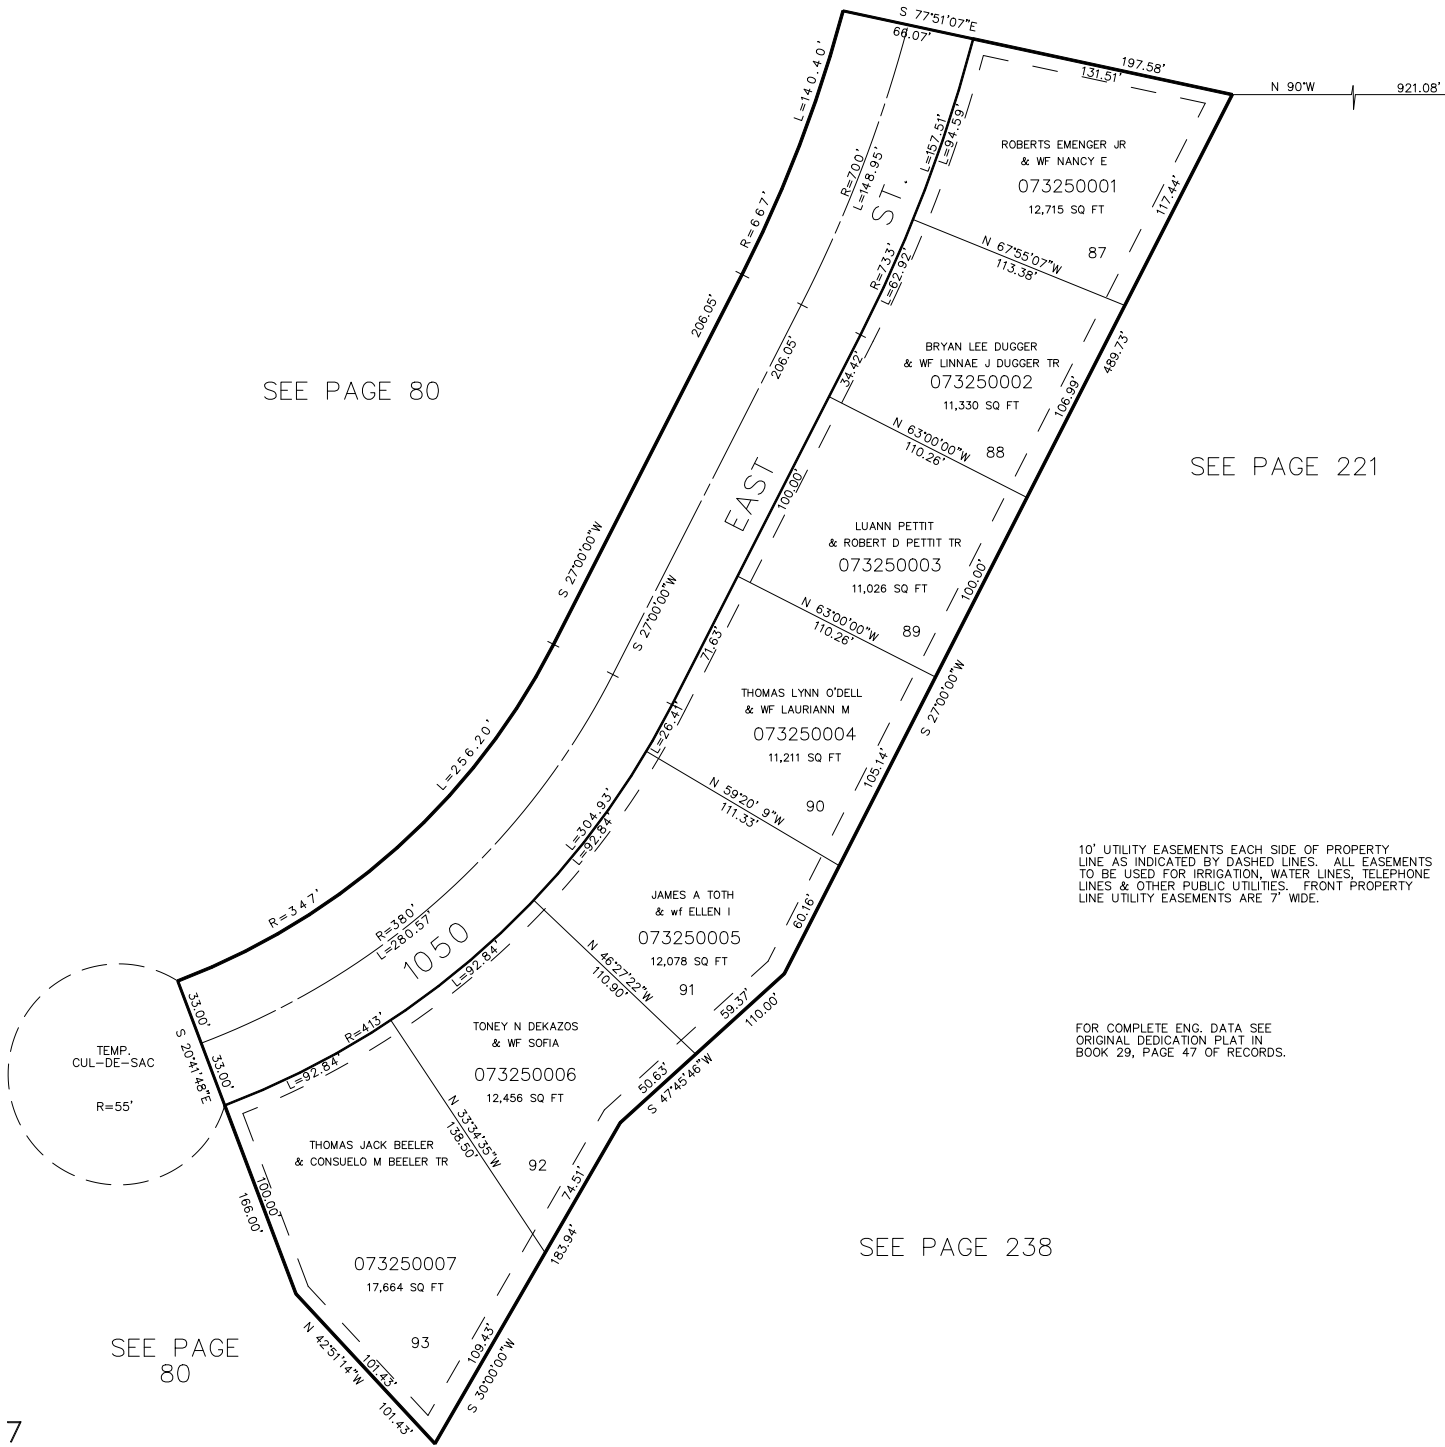 S 77°51'07"E
66.07'
197.58'
131.51'
N 90°W
921.08'
L=140.40'
R=667'
206.05'
S 27°00'00"W
L=256.20'
R=347'
R=700'
L=148.95'
206.05'
S 27°00'00"W
R=380'
L=280.57'
1050
EAST
ST.
L=157.51'
L=94.59'
ROBERTS EMENGER JR
& WF NANCY E
073250001
12,715 SQ FT
87
117.44'
N 67°55'07"W
113.38'
R=733'
L=62.92'
34.42'
BRYAN LEE DUGGER
& WF LINNAE J DUGGER TR
073250002
11,330 SQ FT
88
106.99'
489.73'
N 63°00'00"W
110.26'
SEE PAGE 80
SEE PAGE 221
100.00'
LUANN PETTIT
& ROBERT D PETTIT TR
073250003
11,026 SQ FT
89
100.00'
N 63°00'00"W
110.26'
S 27°00'00"W
71.63'
L=26.41'
THOMAS LYNN O'DELL
& WF LAURIANN M
073250004
11,211 SQ FT
90
105.14'
N 59°20' 9"W
111.33'
L=304.93'
L=92.84'
JAMES A TOTH
& wf ELLEN I
073250005
12,078 SQ FT
91
60.16'
59.37'
110.00'
N 46°27'22"W
110.90'
10' UTILITY EASEMENTS EACH SIDE OF PROPERTY
LINE AS INDICATED BY DASHED LINES. ALL EASEMENTS
TO BE USED FOR IRRIGATION, WATER LINES, TELEPHONE
LINES & OTHER PUBLIC UTILITIES. FRONT PROPERTY
LINE UTILITY EASEMENTS ARE 7' WIDE.
FOR COMPLETE ENG. DATA SEE
ORIGINAL DEDICATION PLAT IN
BOOK 29, PAGE 47 OF RECORDS.
L=92.84'
TONEY N DEKAZOS
& WF SOFIA
073250006
12,456 SQ FT
92
50.63'
S 47°45'46"W
74.51'
183.94'
N 33°34'35"W
138.50'
R=413'
L=92.84'
33.00'
S 20°41'48"E
33.00'
TEMP.
CUL-DE-SAC
R=55'
THOMAS JACK BEELER
& CONSUELO M BEELER TR
073250007
17,664 SQ FT
93
100.00'
166.00'
109.43'
S 30°00'00"W
N 42°51'14"W
101.43'
101.43'
SEE PAGE 238
SEE PAGE
80
7